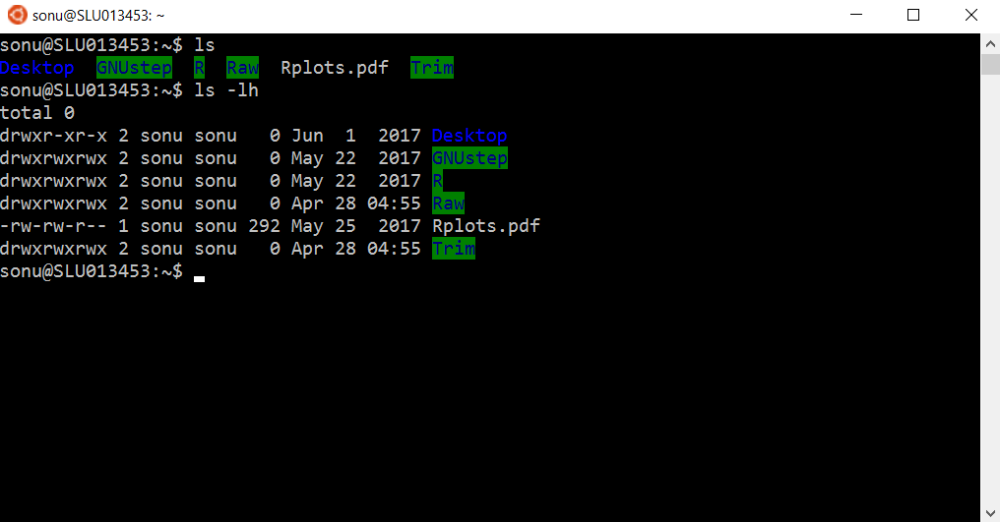 sonu@SLU013453: ~
sonu@SLU013453:~$ ls
Desktop  GNUstep  R  Raw  Rplots.pdf  Trim
sonu@SLU013453:~$ ls -lh
total 0
drwxr-xr-x 2 sonu sonu   0 Jun  1  2017 Desktop
drwxrwxrwx 2 sonu sonu   0 May 22  2017 GNUstep
drwxrwxrwx 2 sonu sonu   0 May 22  2017 R
drwxrwxrwx 2 sonu sonu   0 Apr 28 04:55 Raw
-rw-rw-r-- 1 sonu sonu 292 May 25  2017 Rplots.pdf
drwxrwxrwx 2 sonu sonu   0 Apr 28 04:55 Trim
sonu@SLU013453:~$